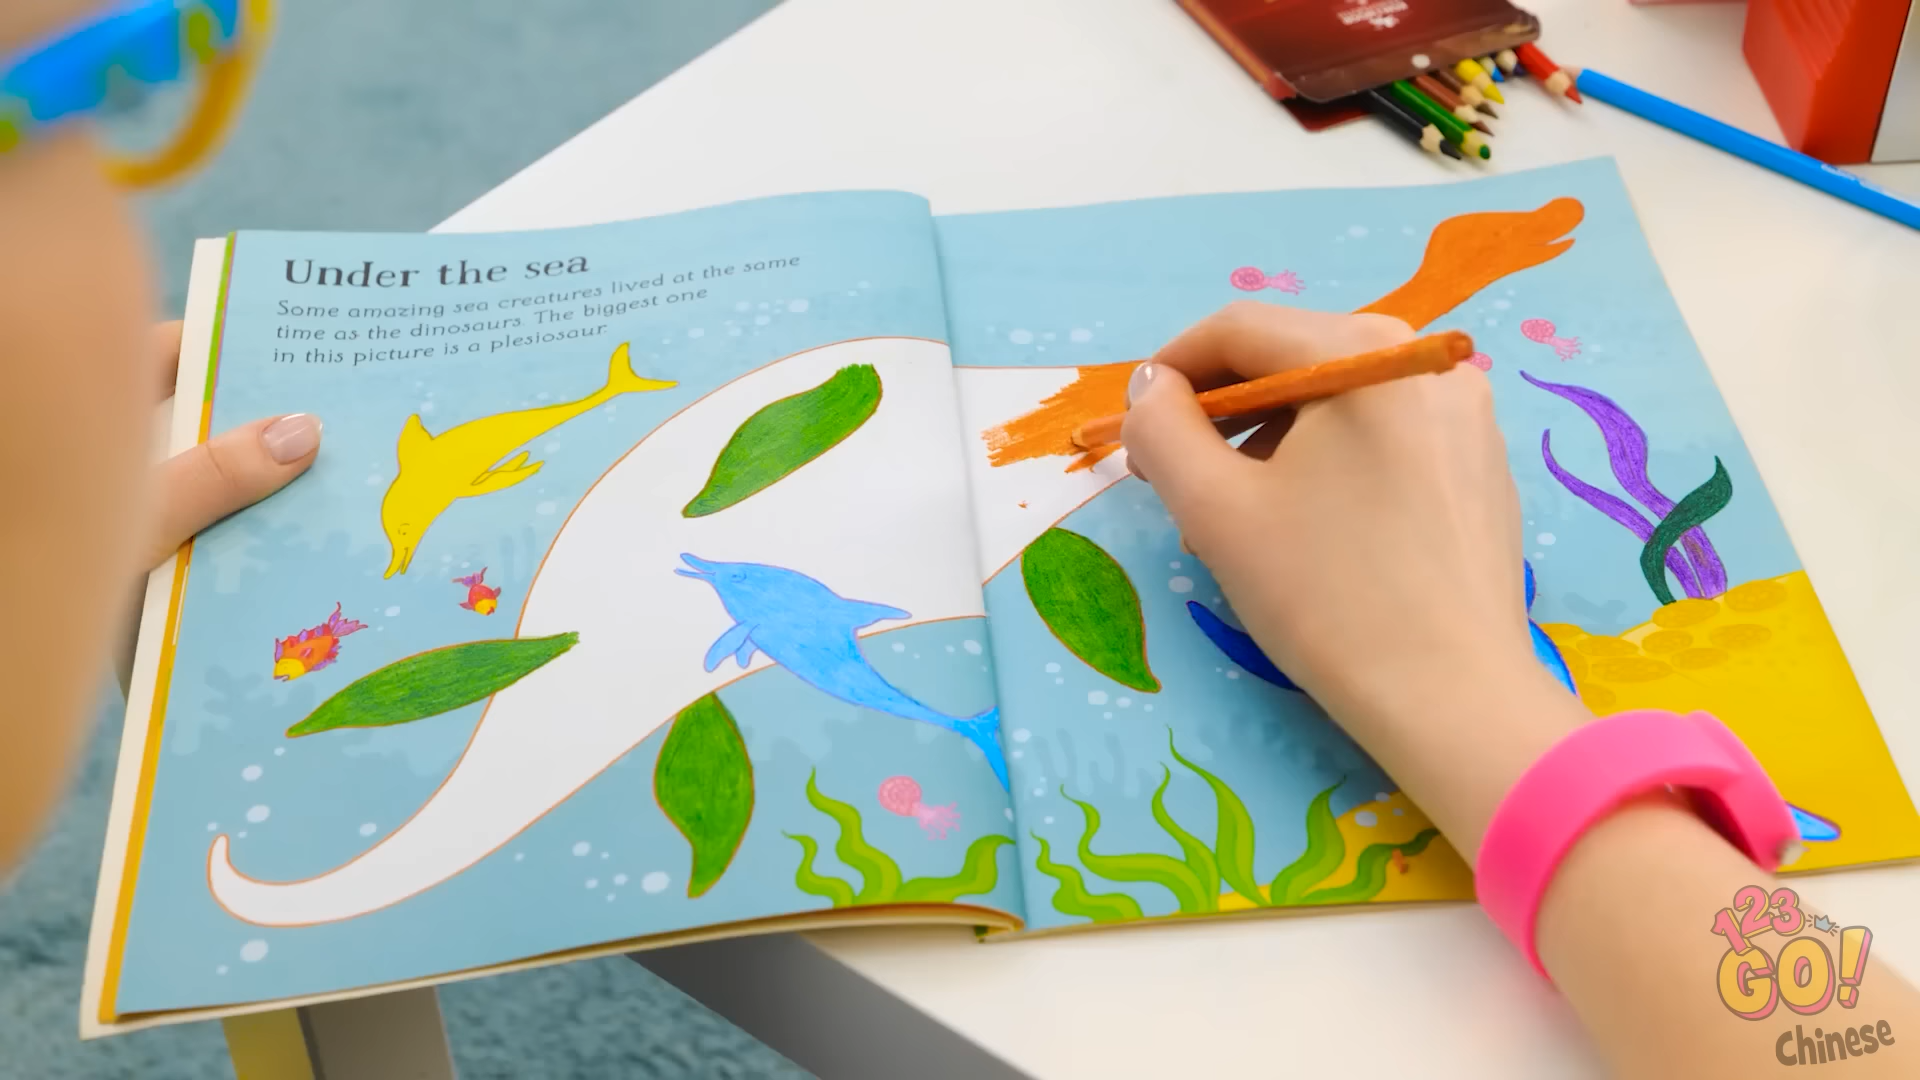 Under the sea
Some amazing sea creatures lived at the same
time as the dinosaurs. The biggest one
in this picture is a plesiosaur.
123
GO!
Chinese